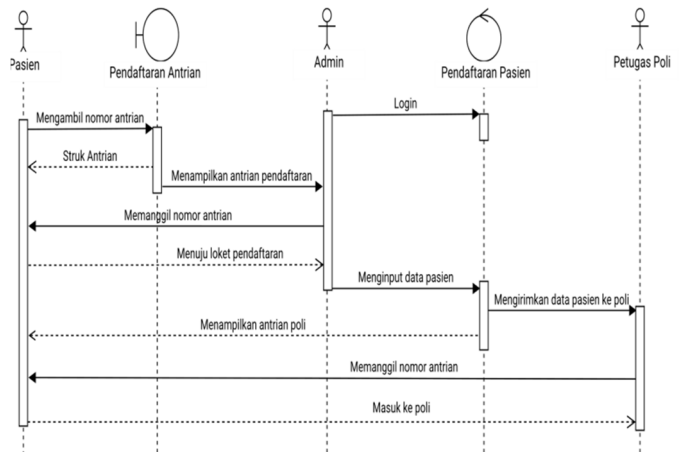 Pasien
Pendaftaran Antrian
Admin
Pendaftaran Pasien
Petugas Poli
Login
Mengambil nomor antrian
Struk Antrian
Menampilkan antrian pendaftaran
Memanggil nomor antrian
Menuju loket pendaftaran
Menginput data pasien
Mengirimkan data pasien ke poli
Menampilkan antrian poli
Memanggil nomor antrian
Masuk ke poli